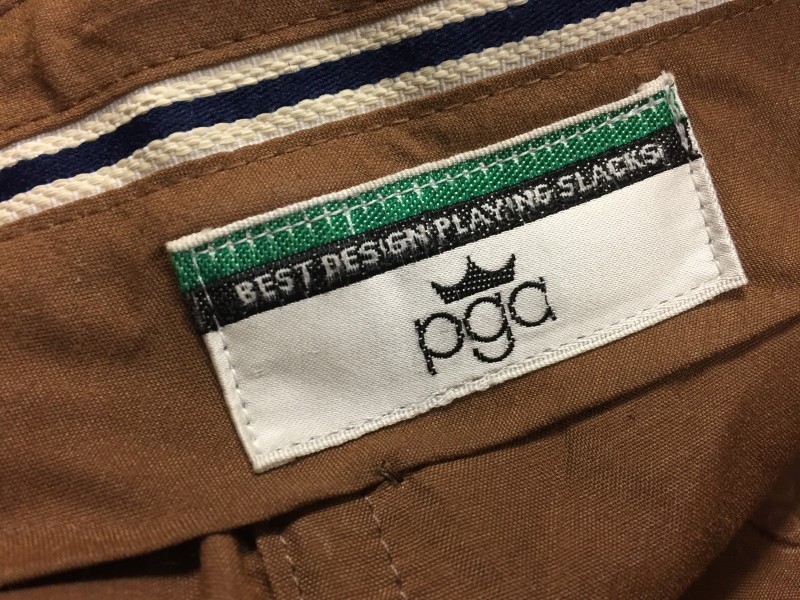 BEST DESIGN PLAYING SLACKS
pga